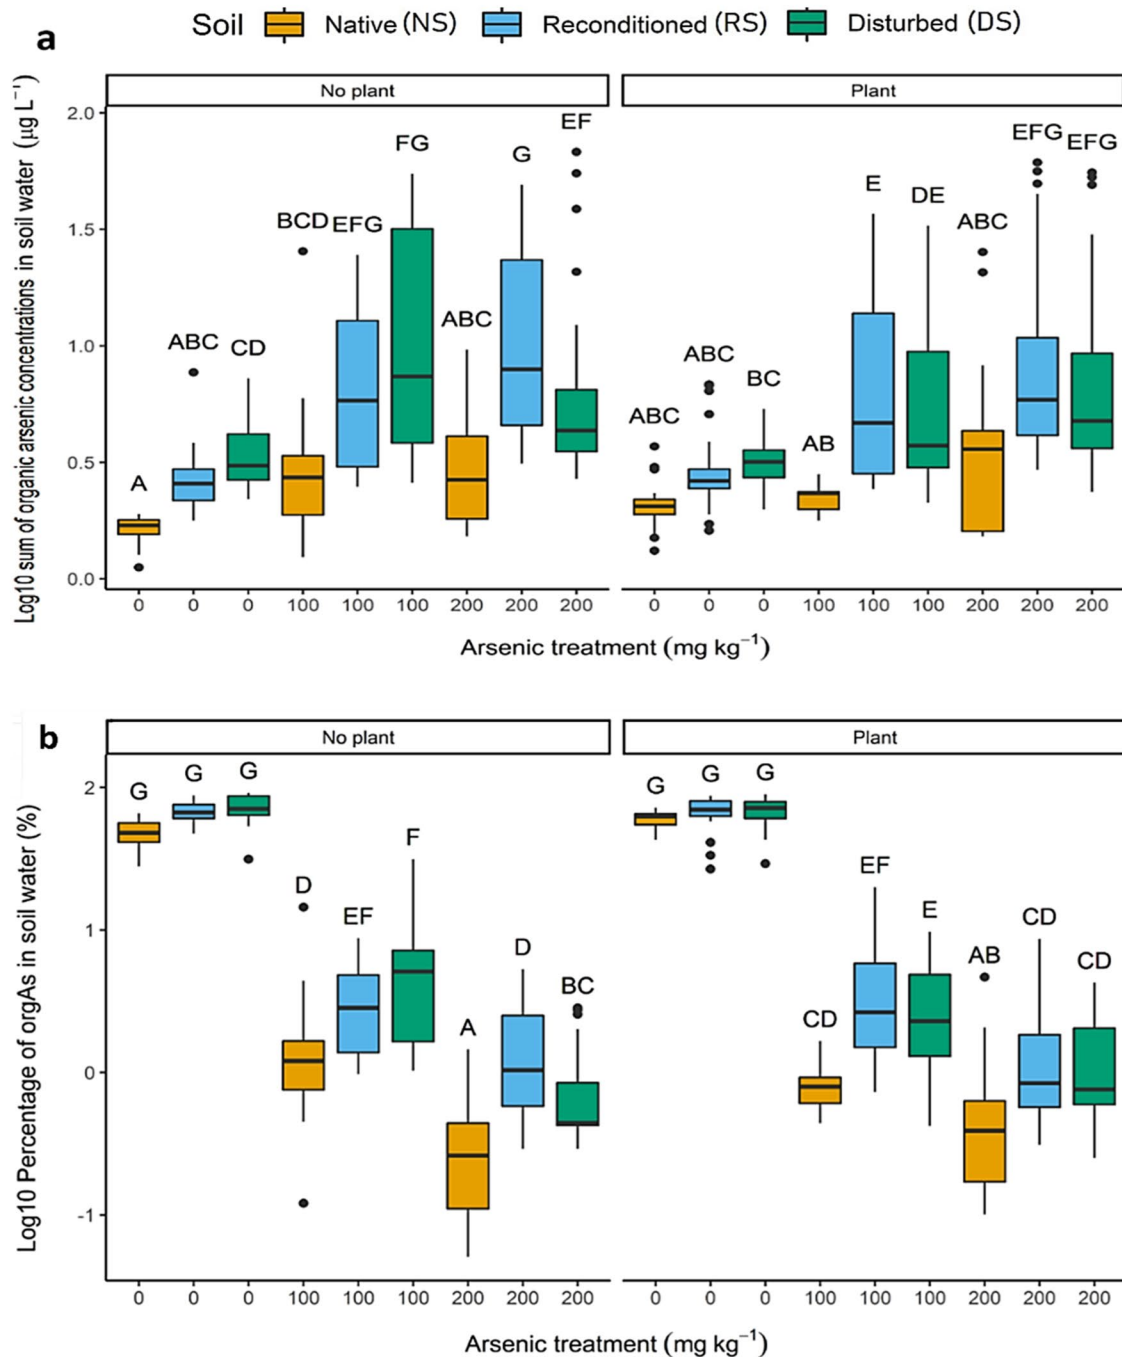 Soil Native (NS) Reconditioned (RS) Disturbed (DS)
a
No plant Plant
Log10 sum of organic arsenic concentrations in soil water (µg L⁻¹)
2.0
1.5
1.0
0.5
0.0
A ABC CD BCD EFG FG ABC G EF
ABC ABC BC AB E DE ABC EFG EFG
0 0 0 100 100 100 200 200 200 0 0 0 100 100 100 200 200 200
Arsenic treatment (mg kg⁻¹)
b
No plant Plant
Log10 Percentage of orgAs in soil water (%)
2
1
0
-1
G G G D EF F A D BC
G G G CD EF E AB CD CD
0 0 0 100 100 100 200 200 200 0 0 0 100 100 100 200 200 200
Arsenic treatment (mg kg⁻¹)